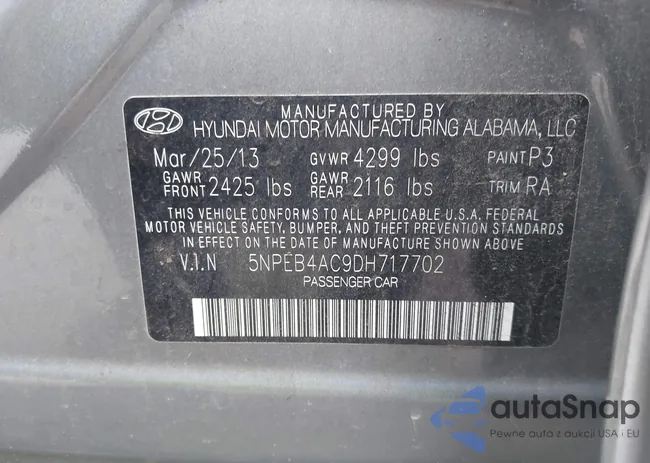 MANUFACTURED BY
HYUNDAI MOTOR MANUFACTURING ALABAMA, LLC
Mar/25/13 GVWR 4299 lbs PAINT P3
GAWR FRONT 2425 lbs GAWR REAR 2116 lbs TRIM RA
THIS VEHICLE CONFORMS TO ALL APPLICABLE U.S.A. FEDERAL
MOTOR VEHICLE SAFETY, BUMPER, AND THEFT PREVENTION STANDARDS
IN EFFECT ON THE DATE OF MANUFACTURE SHOWN ABOVE.
V.I.N 5NPEB4AC9DH717702
PASSENGER CAR
autaSnap
Pewne auta z aukcji USA i EU